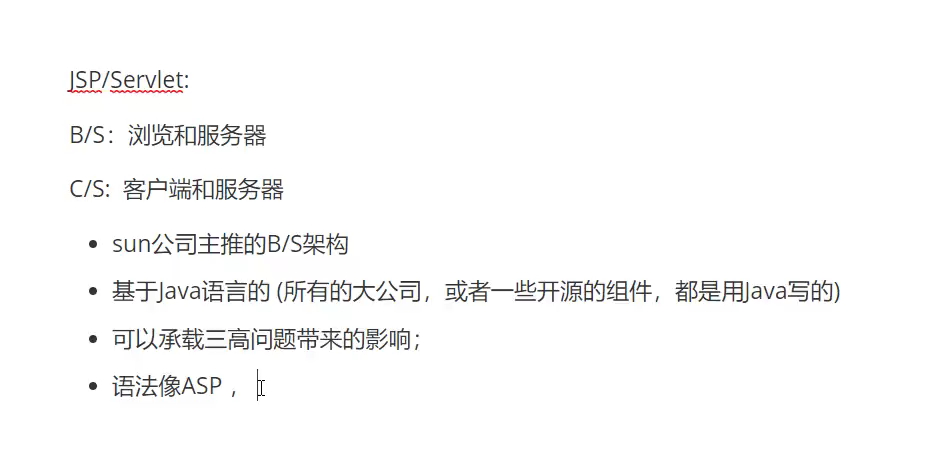 JSP/Servlet:
B/S：浏览和服务器
C/S:  客户端和服务器
• sun公司主推的B/S架构
• 基于Java语言的 (所有的大公司，或者一些开源的组件，都是用Java写的)
• 可以承载三高问题带来的影响；
• 语法像ASP ，